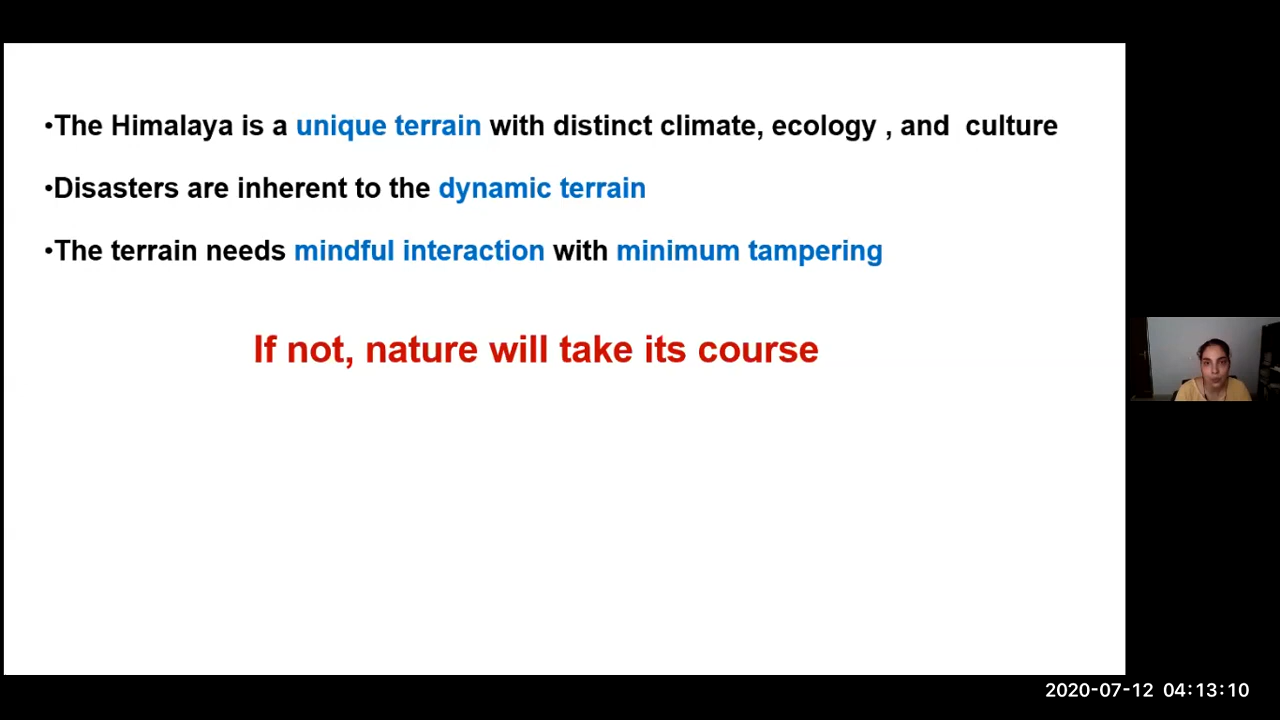 •The Himalaya is a unique terrain with distinct climate, ecology , and  culture
•Disasters are inherent to the dynamic terrain
•The terrain needs mindful interaction with minimum tampering
If not, nature will take its course
2020-07-12 04:13:10